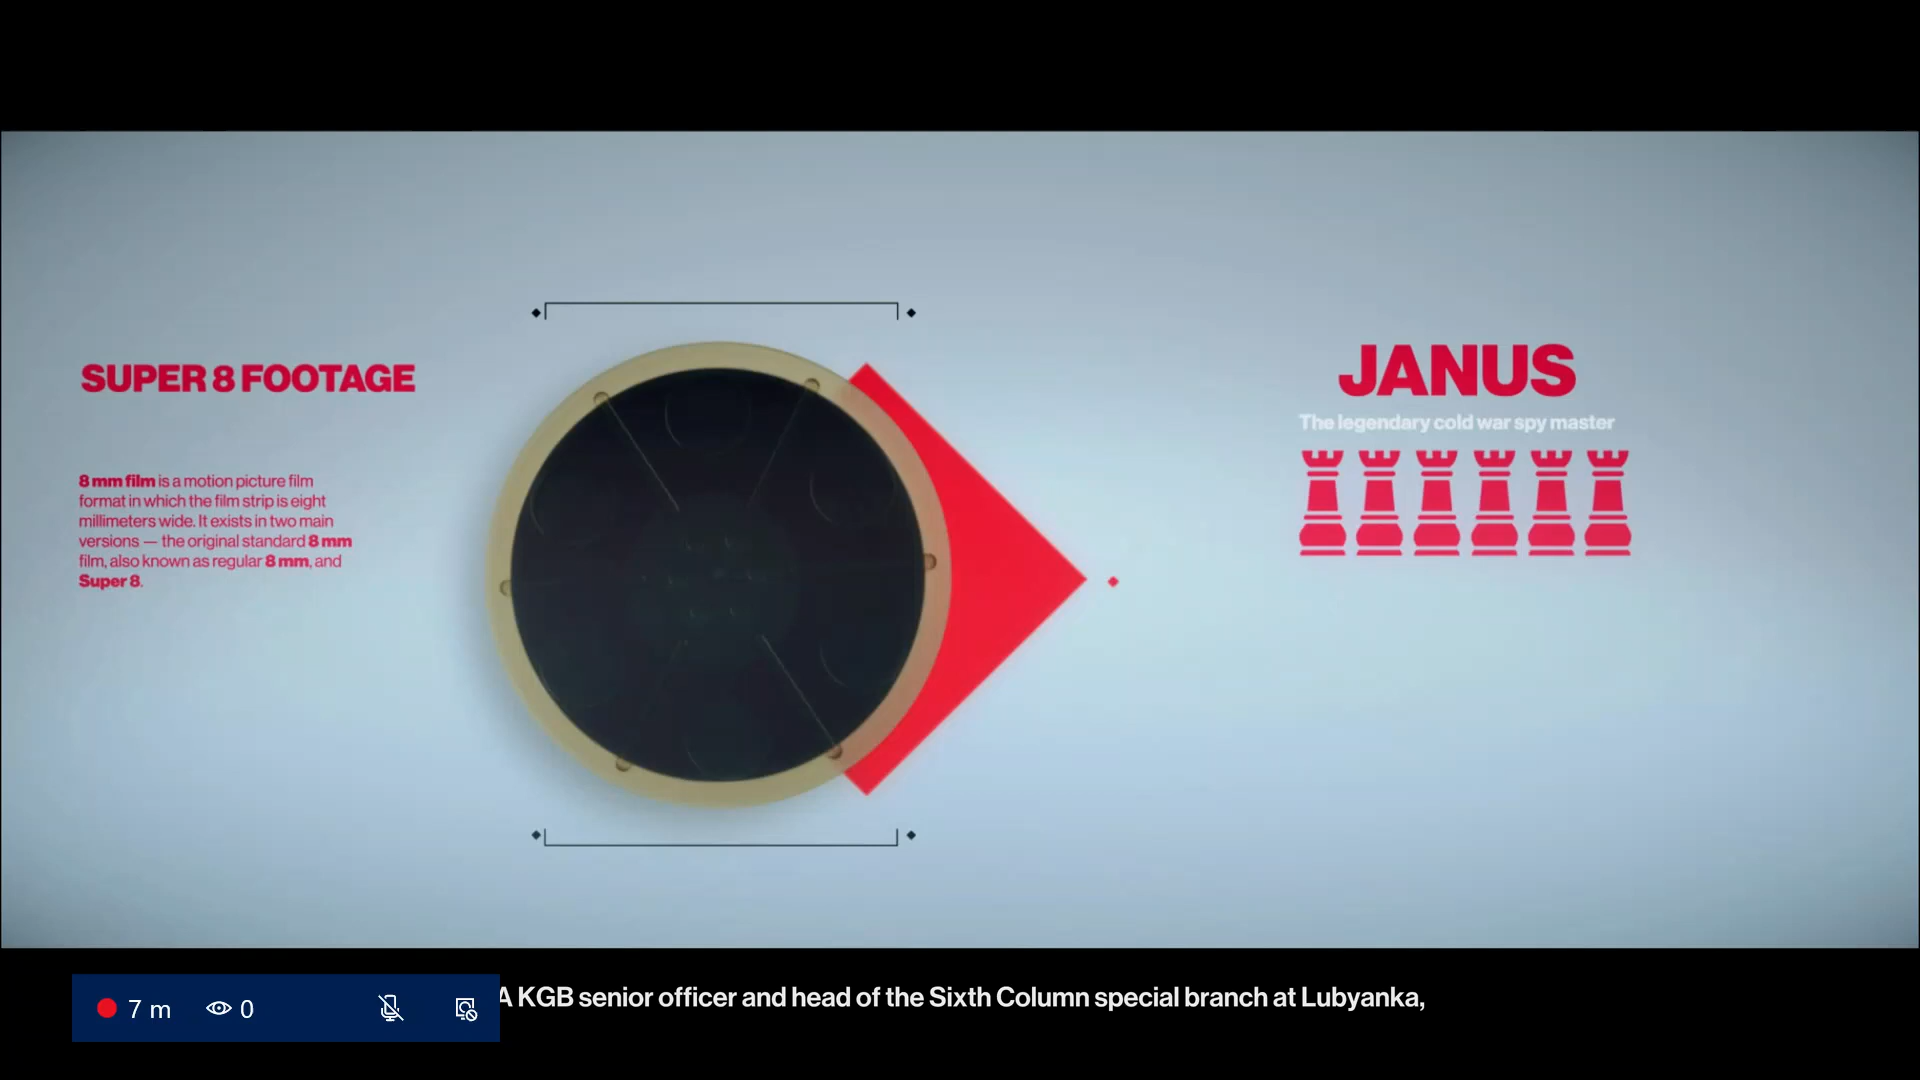 SUPER 8 FOOTAGE
8 mm film is a motion picture film
format in which the film strip is eight
millimeters wide. It exists in two main
versions — the original standard 8 mm
film, also known as regular 8 mm, and
Super 8.
JANUS
The legendary cold war spy master
7 m
0
A KGB senior officer and head of the Sixth Column special branch at Lubyanka,